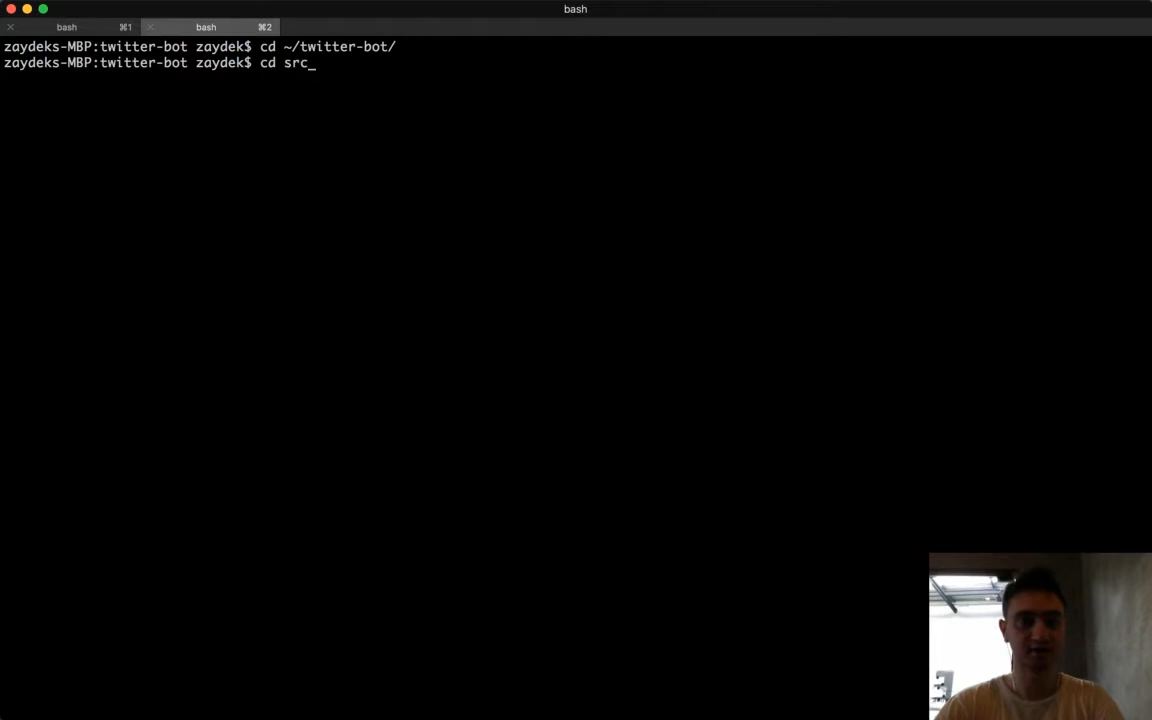 bash
bash ⌘1 bash ⌘2
zaydeks-MBP:twitter-bot zaydek$ cd ~/twitter-bot/
zaydeks-MBP:twitter-bot zaydek$ cd src_